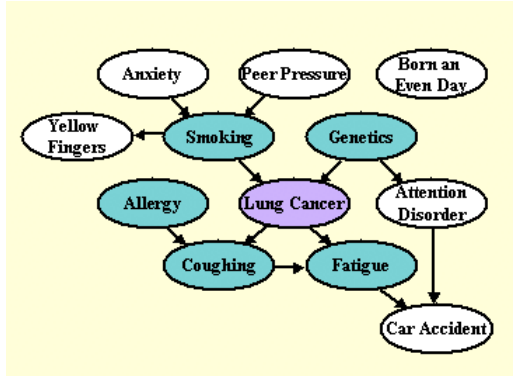 Anxiety
Peer Pressure
Born an
Even Day
Yellow
Fingers
Smoking
Genetics
Allergy
Lung Cancer
Attention
Disorder
Coughing
Fatigue
Car Accident